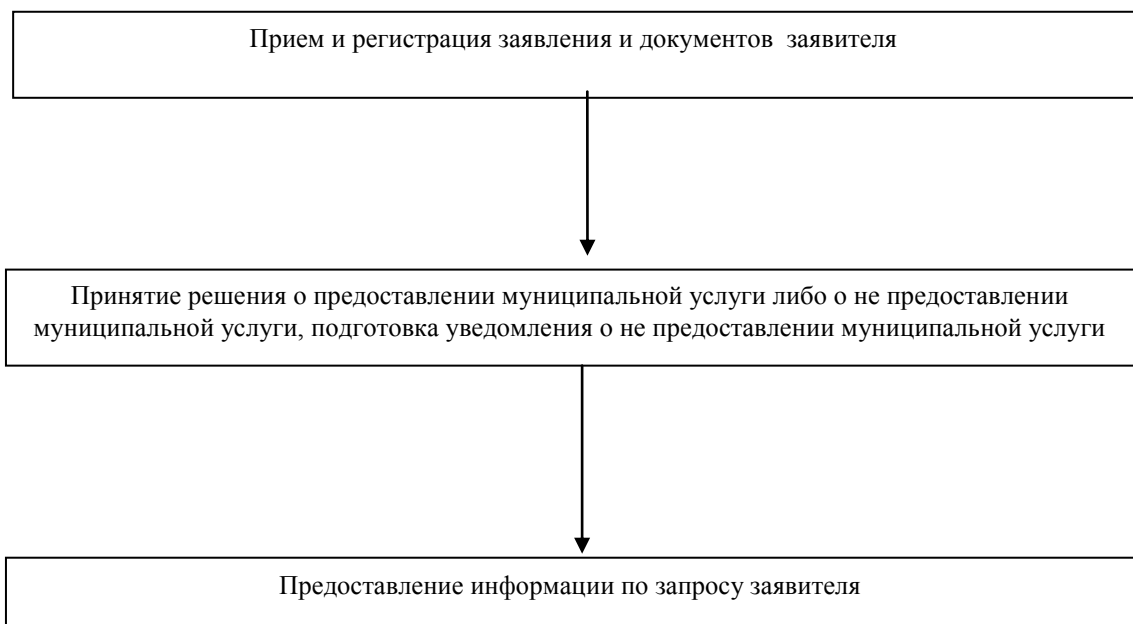 Прием и регистрация заявления и документов  заявителя
Принятие решения о предоставлении муниципальной услуги либо о не предоставлении
муниципальной услуги, подготовка уведомления о не предоставлении муниципальной услуги
Предоставление информации по запросу заявителя